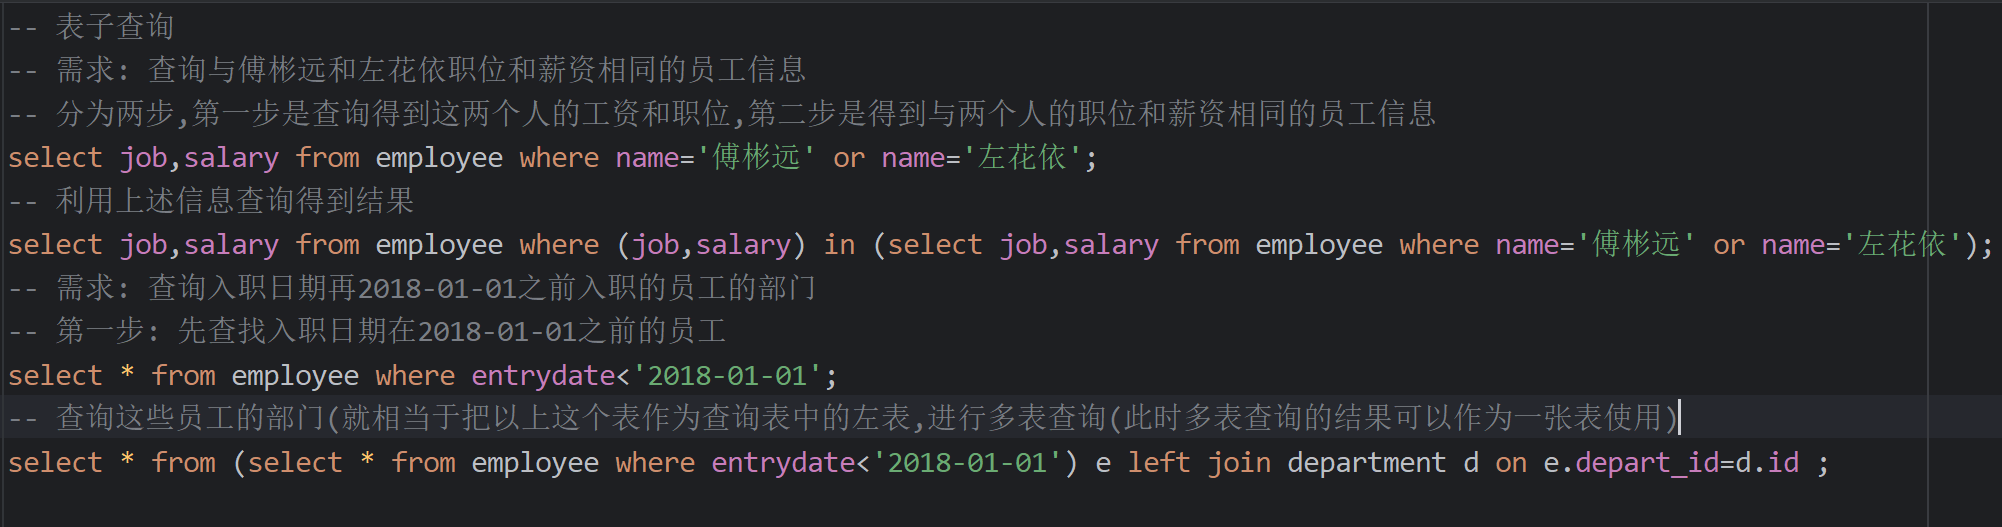 -- 表子查询
-- 需求: 查询与傅彬远和左花依职位和薪资相同的员工信息
-- 分为两步,第一步是查询得到这两个人的工资和职位,第二步是得到与两个人的职位和薪资相同的员工信息
select job,salary from employee where name='傅彬远' or name='左花依';
-- 利用上述信息查询得到结果
select job,salary from employee where (job,salary) in (select job,salary from employee where name='傅彬远' or name='左花依');
-- 需求: 查询入职日期再2018-01-01之前入职的员工的部门
-- 第一步: 先查找入职日期在2018-01-01之前的员工
select * from employee where entrydate<'2018-01-01';
-- 查询这些员工的部门(就相当于把以上这个表作为查询表中的左表,进行多表查询(此时多表查询的结果可以作为一张表使用)
select * from (select * from employee where entrydate<'2018-01-01') e left join department d on e.depart_id=d.id ;